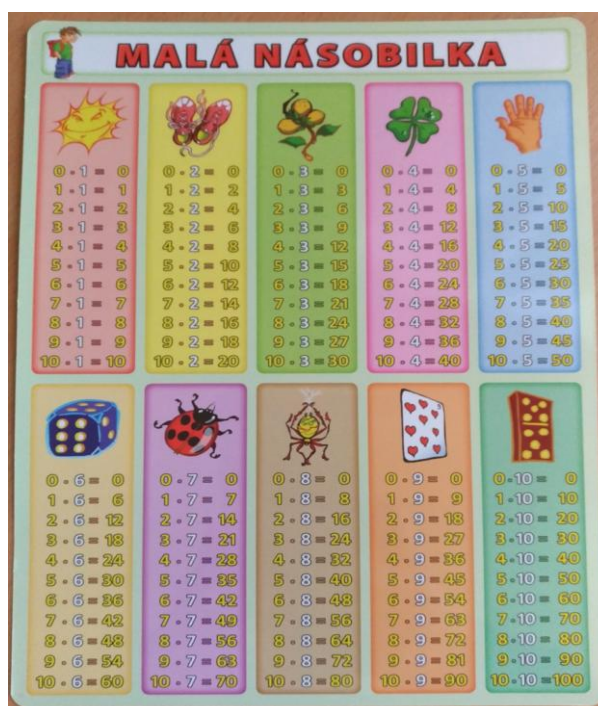 MALÁ NÁSOBILKA
0 · 1 = 0
1 · 1 = 1
2 · 1 = 2
3 · 1 = 3
4 · 1 = 4
5 · 1 = 5
6 · 1 = 6
7 · 1 = 7
8 · 1 = 8
9 · 1 = 9
10 · 1 = 10
0 · 2 = 0
1 · 2 = 2
2 · 2 = 4
3 · 2 = 6
4 · 2 = 8
5 · 2 = 10
6 · 2 = 12
7 · 2 = 14
8 · 2 = 16
9 · 2 = 18
10 · 2 = 20
0 · 3 = 0
1 · 3 = 3
2 · 3 = 6
3 · 3 = 9
4 · 3 = 12
5 · 3 = 15
6 · 3 = 18
7 · 3 = 21
8 · 3 = 24
9 · 3 = 27
10 · 3 = 30
0 · 4 = 0
1 · 4 = 4
2 · 4 = 8
3 · 4 = 12
4 · 4 = 16
5 · 4 = 20
6 · 4 = 24
7 · 4 = 28
8 · 4 = 32
9 · 4 = 36
10 · 4 = 40
0 · 5 = 0
1 · 5 = 5
2 · 5 = 10
3 · 5 = 15
4 · 5 = 20
5 · 5 = 25
6 · 5 = 30
7 · 5 = 35
8 · 5 = 40
9 · 5 = 45
10 · 5 = 50
0 · 6 = 0
1 · 6 = 6
2 · 6 = 12
3 · 6 = 18
4 · 6 = 24
5 · 6 = 30
6 · 6 = 36
7 · 6 = 42
8 · 6 = 48
9 · 6 = 54
10 · 6 = 60
0 · 7 = 0
1 · 7 = 7
2 · 7 = 14
3 · 7 = 21
4 · 7 = 28
5 · 7 = 35
6 · 7 = 42
7 · 7 = 49
8 · 7 = 56
9 · 7 = 63
10 · 7 = 70
0 · 8 = 0
1 · 8 = 8
2 · 8 = 16
3 · 8 = 24
4 · 8 = 32
5 · 8 = 40
6 · 8 = 48
7 · 8 = 56
8 · 8 = 64
9 · 8 = 72
10 · 8 = 80
0 · 9 = 0
1 · 9 = 9
2 · 9 = 18
3 · 9 = 27
4 · 9 = 36
5 · 9 = 45
6 · 9 = 54
7 · 9 = 63
8 · 9 = 72
9 · 9 = 81
10 · 9 = 90
0 · 10 = 0
1 · 10 = 10
2 · 10 = 20
3 · 10 = 30
4 · 10 = 40
5 · 10 = 50
6 · 10 = 60
7 · 10 = 70
8 · 10 = 80
9 · 10 = 90
10 · 10 = 100